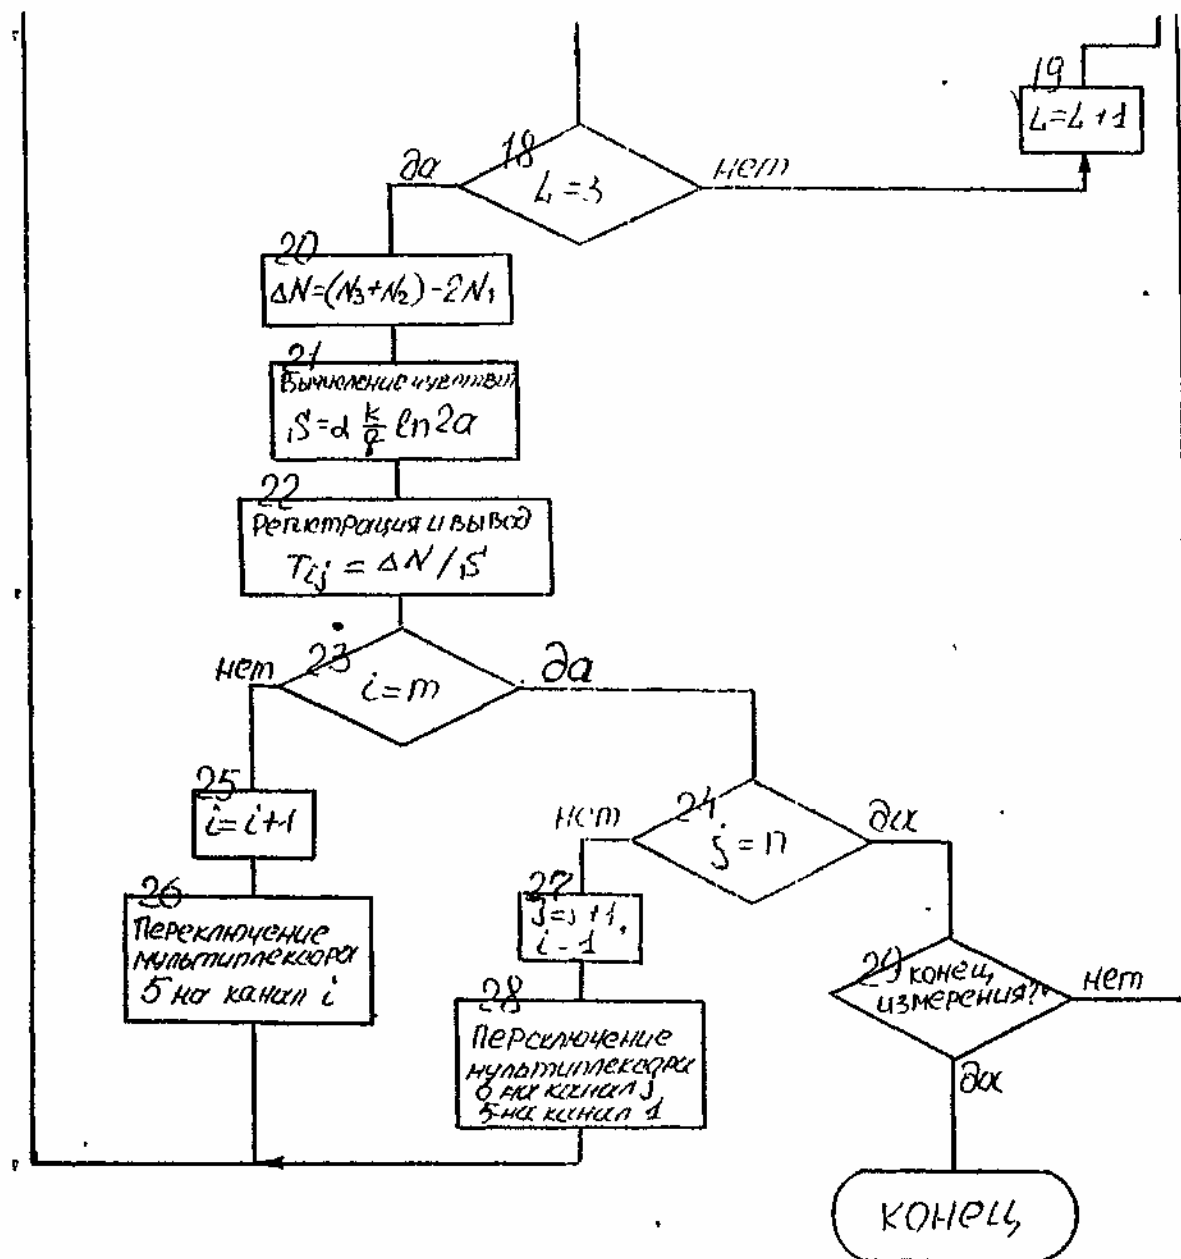 19
L=L+1
18
да
L=3
нет
20
ΔN=(N₃+N₂)-2N₁
21
Вычисление
S=α k/q ln2a
22
Регистрация и вывод
Tij = ΔN/S
23
нет
i=m
да
25
i=i+1
24
нет
j=n
да
26
Переключение
мультиплексора
5 на канал i
27
j=j+1,
i=1
28
Переключение
мультиплексора
6 на канал j
5-на канал 1
29
конец
измерения?
нет
да
конец